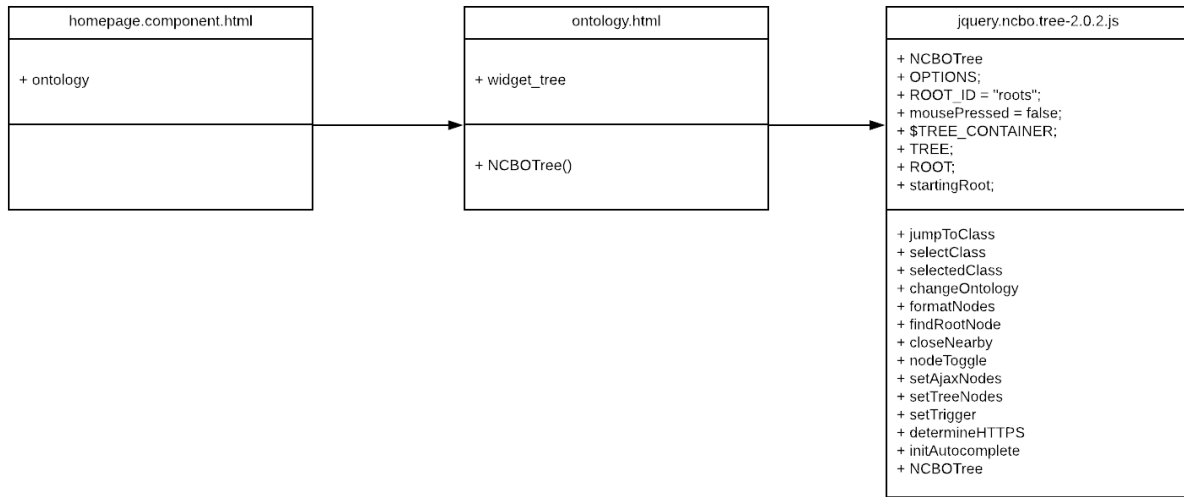 homepage.component.html
+ ontology
ontology.html
+ widget_tree
+ NCBOTree()
jquery.ncbo.tree-2.0.2.js
+ NCBOTree
+ OPTIONS;
+ ROOT_ID = "roots";
+ mousePressed = false;
+ $TREE_CONTAINER;
+ TREE;
+ ROOT;
+ startingRoot;
+ jumpToClass
+ selectClass
+ selectedClass
+ changeOntology
+ formatNodes
+ findRootNode
+ closeNearby
+ nodeToggle
+ setAjaxNodes
+ setTreeNodes
+ setTrigger
+ determineHTTPS
+ initAutocomplete
+ NCBOTree